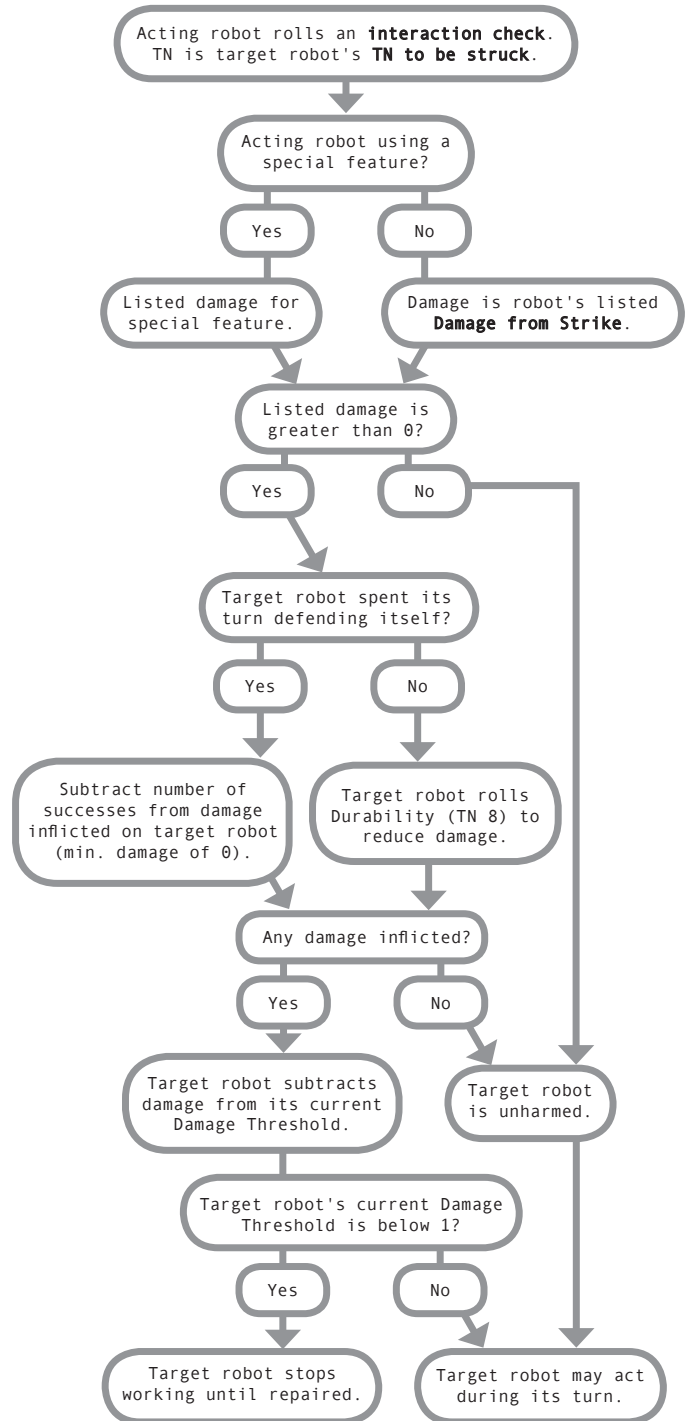 Acting robot rolls an interaction check.
TN is target robot's TN to be struck.
Acting robot using a
special feature?
Yes
No
Listed damage for
special feature.
Damage is robot's listed
Damage from Strike.
Listed damage is
greater than 0?
Yes
No
Target robot spent its
turn defending itself?
Yes
No
Subtract number of
successes from damage
inflicted on target robot
(min. damage of 0).
Target robot rolls
Durability (TN 8) to
reduce damage.
Any damage inflicted?
Yes
No
Target robot subtracts
damage from its current
Damage Threshold.
Target robot
is unharmed.
Target robot's current Damage
Threshold is below 1?
Yes
No
Target robot stops
working until repaired.
Target robot may act
during its turn.